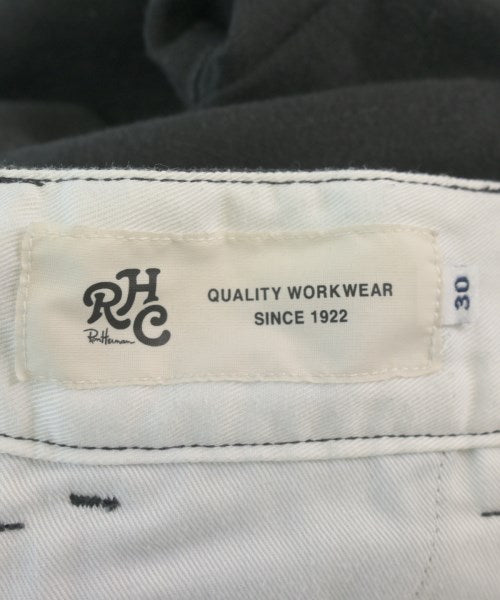 RHC
Ron Herman
QUALITY WORKWEAR
SINCE 1922
30